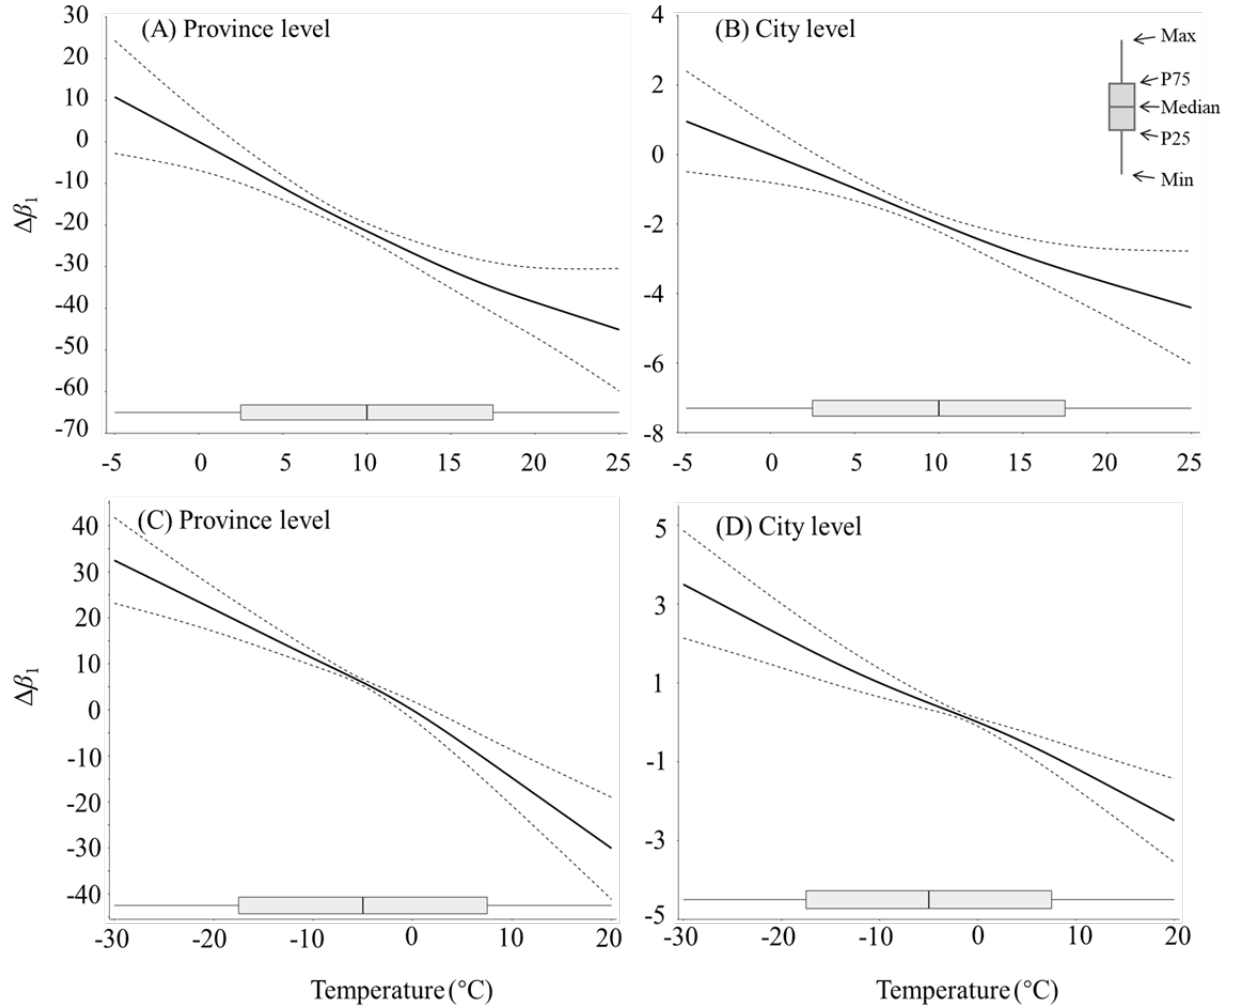 (A) Province level
30
20
10
0
-10
-20
-30
-40
-50
-60
-70
-5 0 5 10 15 20 25
Δβ1
(B) City level
4
2
0
-2
-4
-6
-8
-5 0 5 10 15 20 25
Max
P75
Median
P25
Min
(C) Province level
40
30
20
10
0
-10
-20
-30
-40
-30 -20 -10 0 10 20
Δβ1
Temperature (°C)
(D) City level
5
3
1
-1
-3
-5
-30 -20 -10 0 10 20
Temperature (°C)